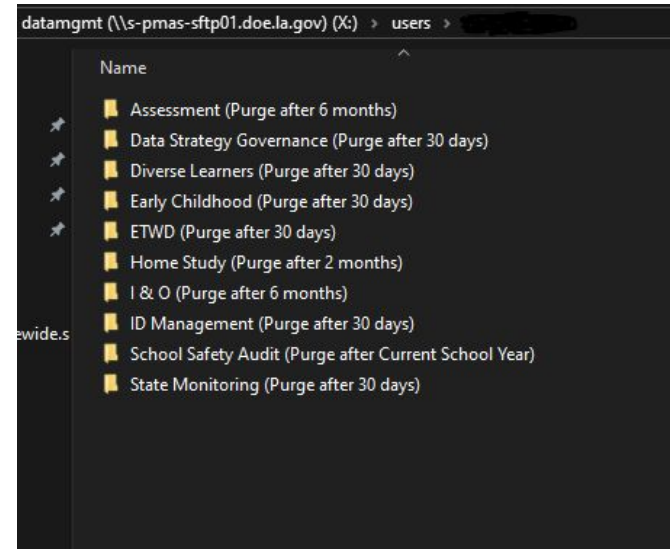 datamgmt (\\s-pmas-sftp01.doe.la.gov) (X:) > users >
Name
Assessment (Purge after 6 months)
Data Strategy Governance (Purge after 30 days)
Diverse Learners (Purge after 30 days)
Early Childhood (Purge after 30 days)
ETWD (Purge after 30 days)
Home Study (Purge after 2 months)
I & O (Purge after 6 months)
ID Management (Purge after 30 days)
ewide.s
School Safety Audit (Purge after Current School Year)
State Monitoring (Purge after 30 days)